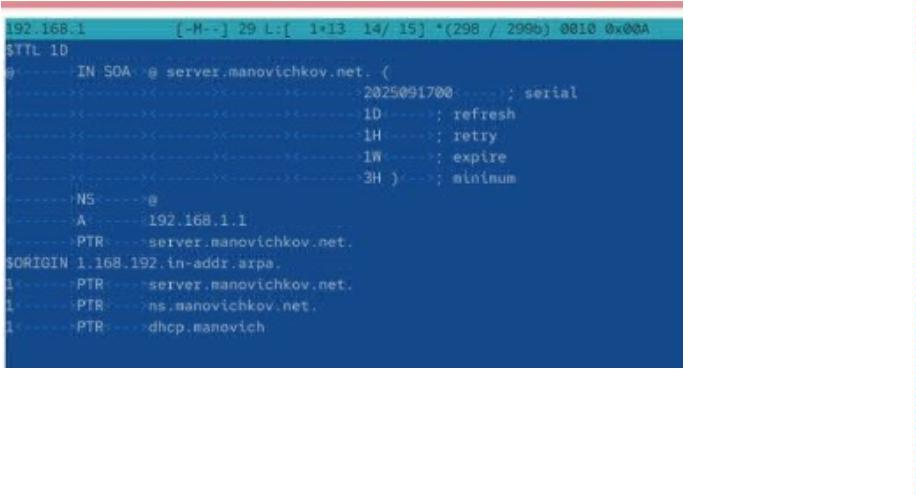 192.168.1 [-M--] 29 L:[ 1+13 14/ 15] *(298 / 299b) 0010 0x00A
$TTL 1D
@ IN SOA @ server.manovichkov.net. (
2025091700 ; serial
1D ; refresh
1H ; retry
1W ; expire
3H ) ; minimum
NS @
A 192.168.1.1
PTR server.manovichkov.net.
$ORIGIN 1.168.192.in-addr.arpa.
1 PTR server.manovichkov.net.
1 PTR ns.manovichkov.net.
1 PTR dhcp.manovich